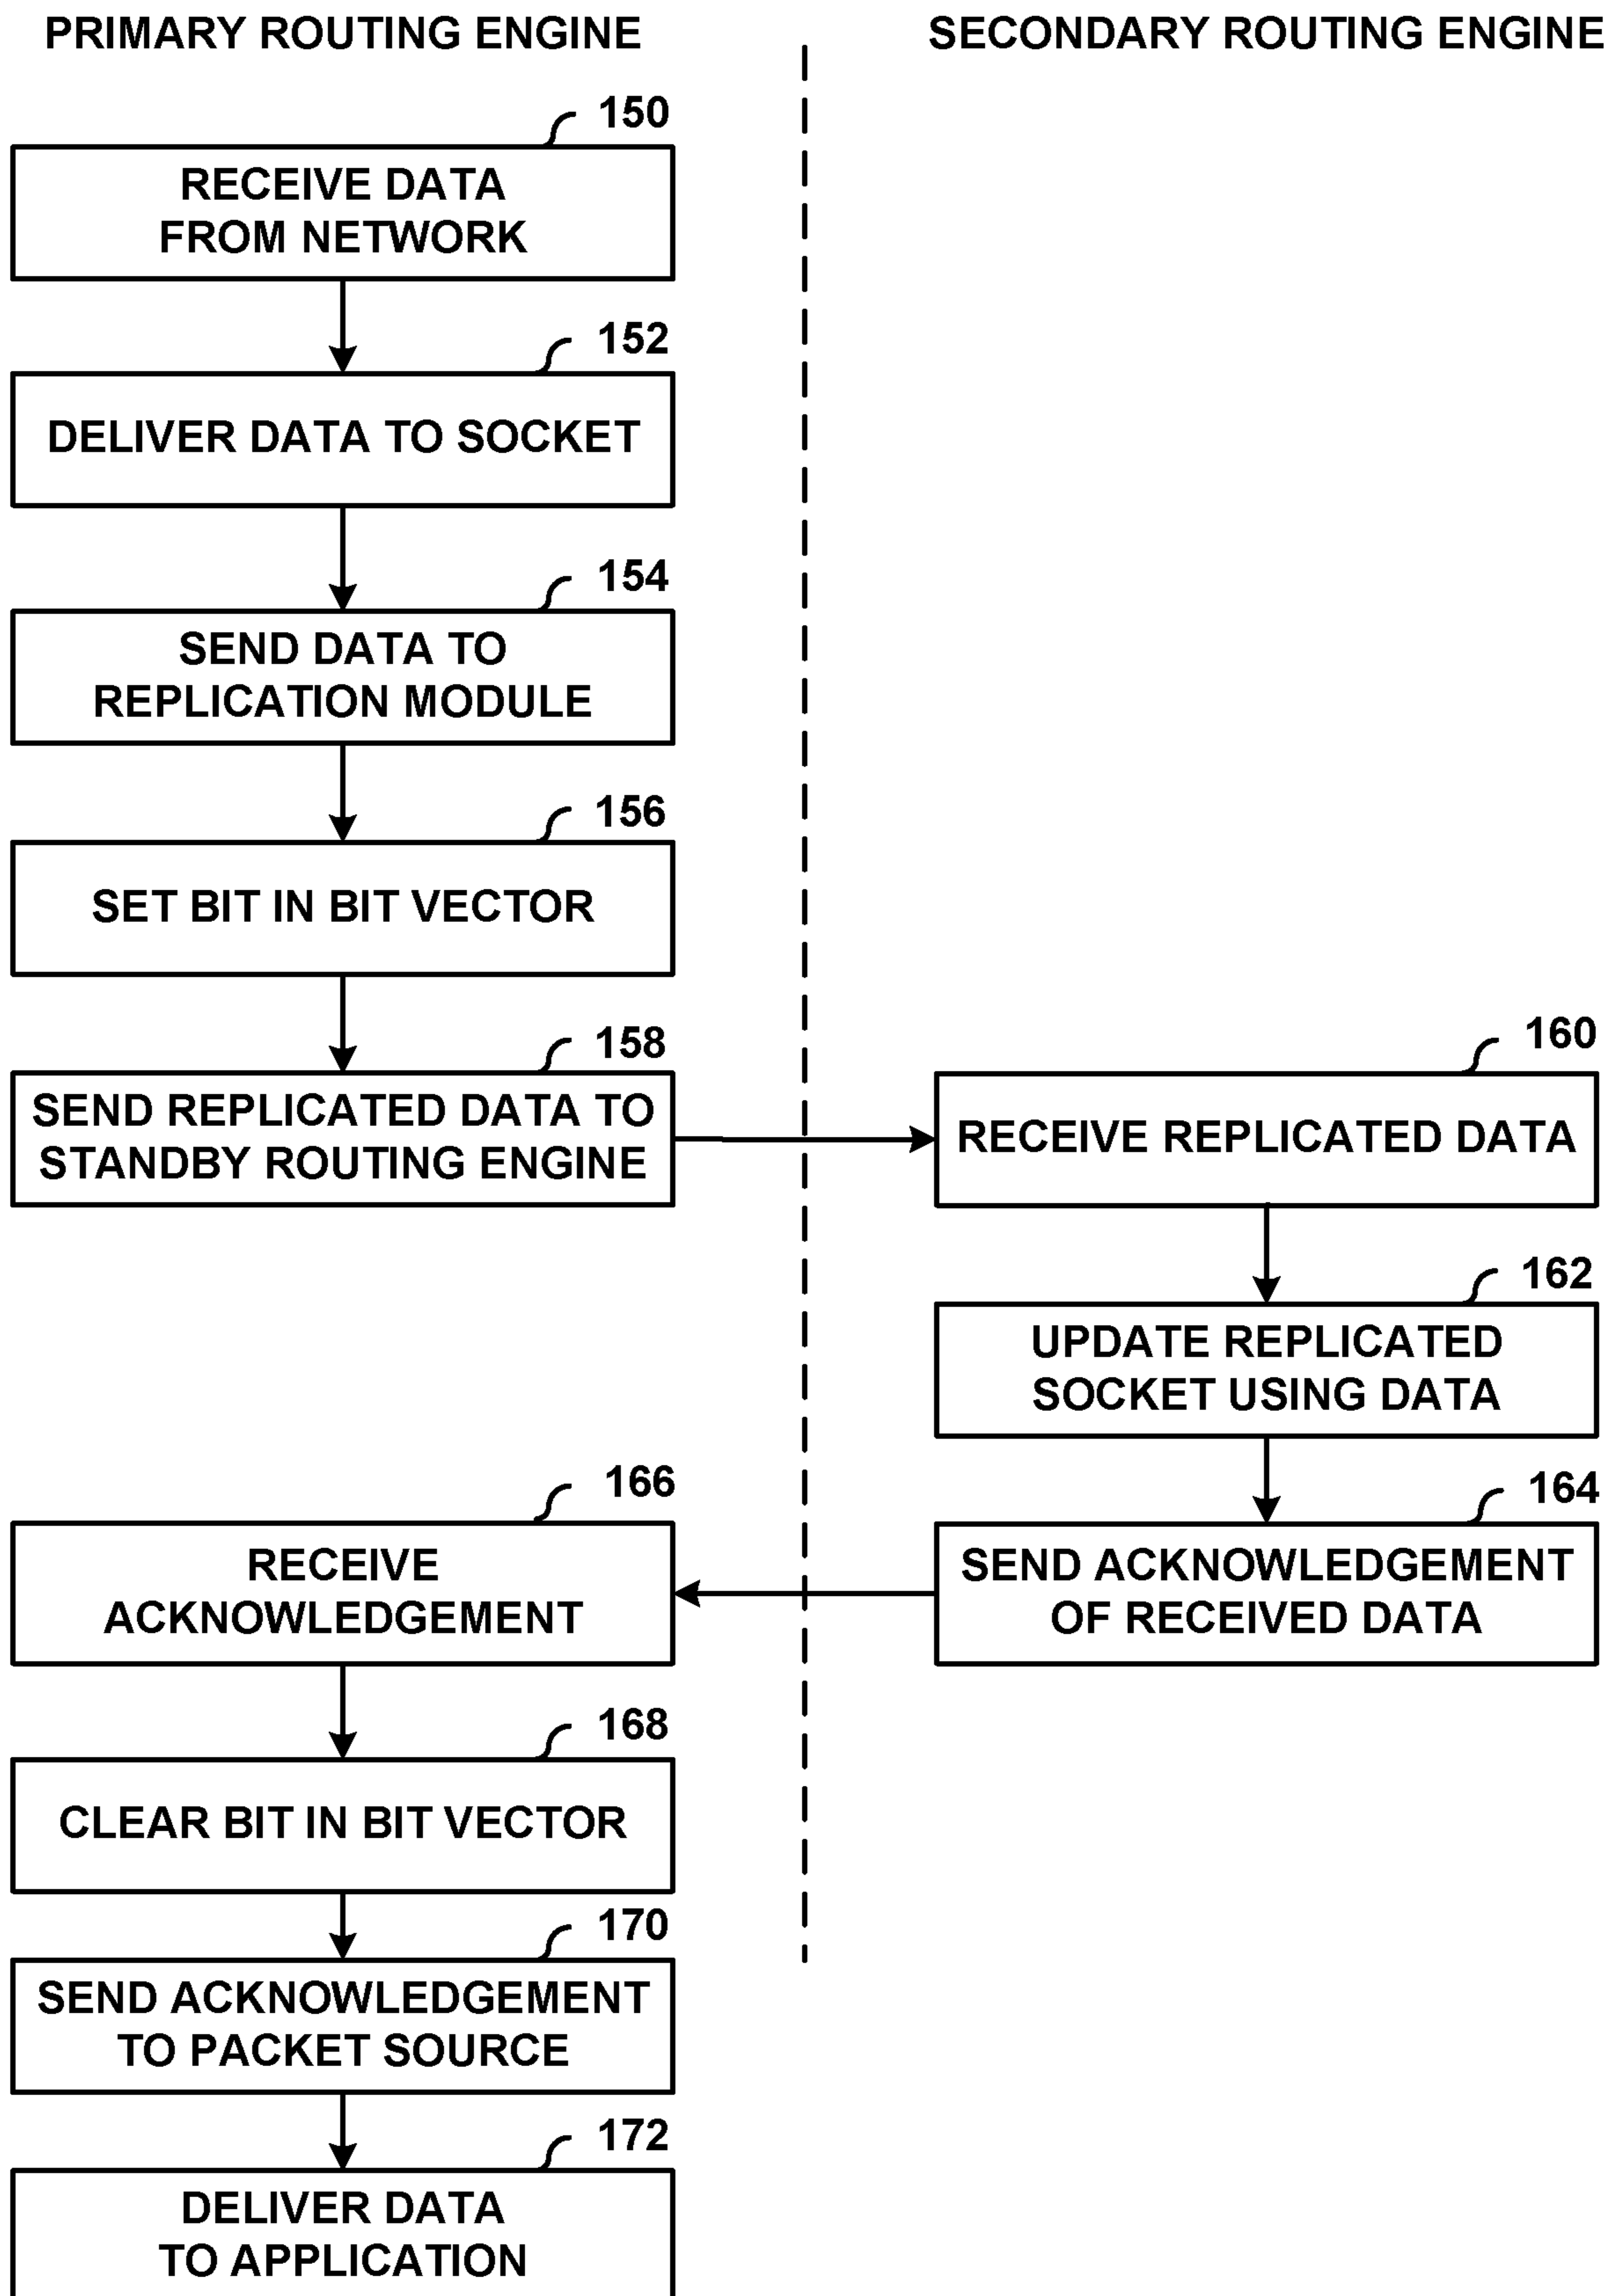 PRIMARY ROUTING ENGINE
SECONDARY ROUTING ENGINE
150
RECEIVE DATA
FROM NETWORK
152
DELIVER DATA TO SOCKET
154
SEND DATA TO
REPLICATION MODULE
156
SET BIT IN BIT VECTOR
158
SEND REPLICATED DATA TO
STANDBY ROUTING ENGINE
160
RECEIVE REPLICATED DATA
162
UPDATE REPLICATED
SOCKET USING DATA
164
SEND ACKNOWLEDGEMENT
OF RECEIVED DATA
166
RECEIVE
ACKNOWLEDGEMENT
168
CLEAR BIT IN BIT VECTOR
170
SEND ACKNOWLEDGEMENT
TO PACKET SOURCE
172
DELIVER DATA
TO APPLICATION